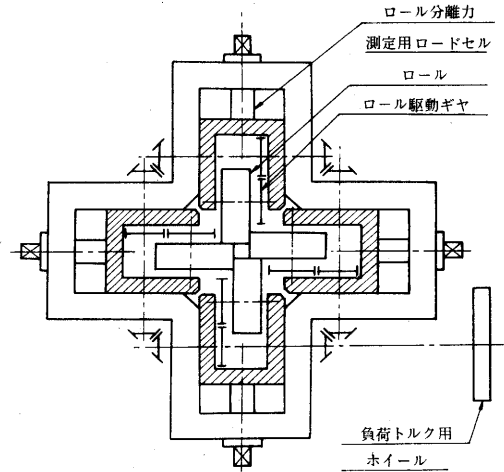 ロール分離力
測定用ロードセル
ロール
ロール駆動ギヤ
負荷トルク用
ホイール